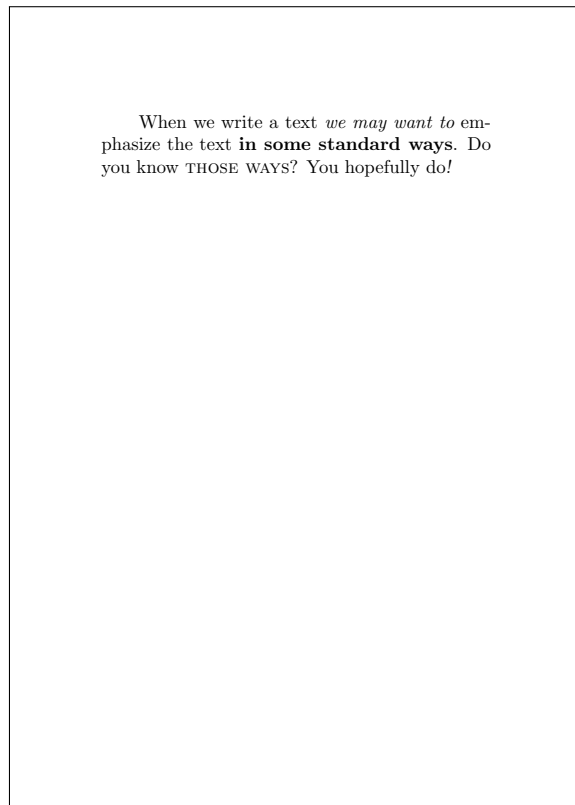 When we write a text we may want to em-
phasize the text in some standard ways. Do
you know THOSE WAYS? You hopefully do!